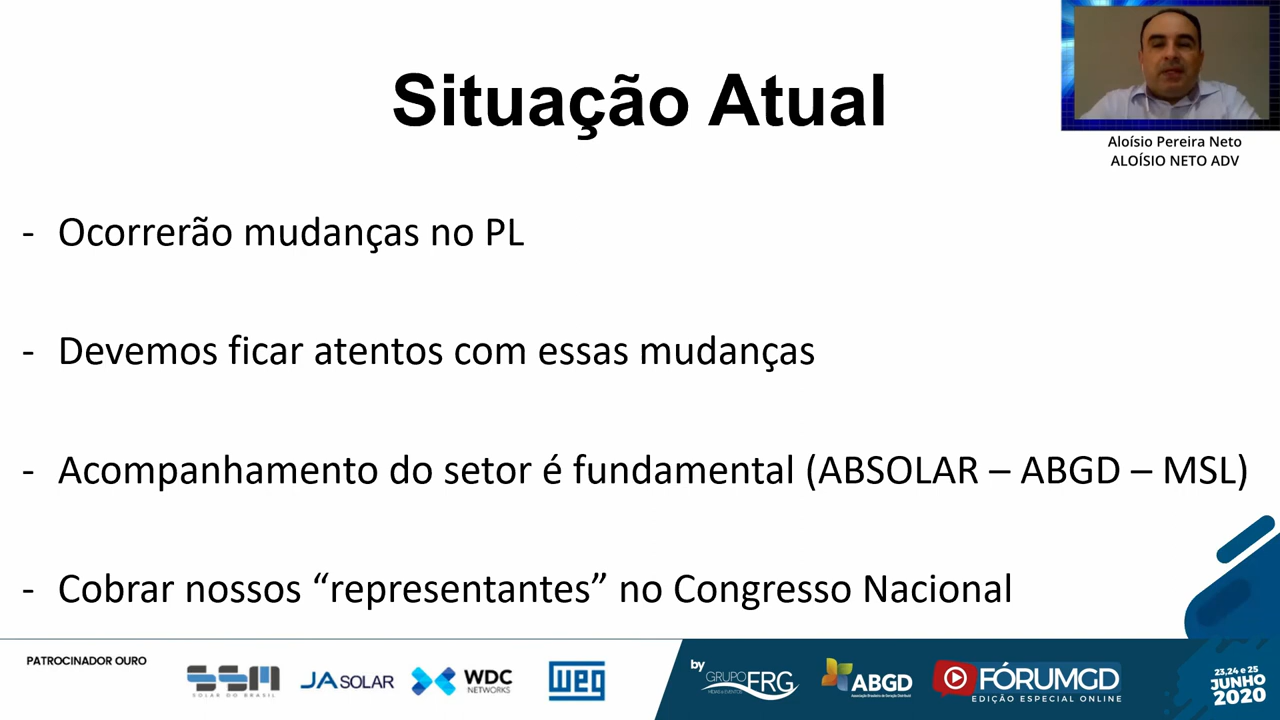 Situação Atual
Aloísio Pereira Neto
ALOÍSIO NETO ADV
- Ocorrerão mudanças no PL
- Devemos ficar atentos com essas mudanças
- Acompanhamento do setor é fundamental (ABSOLAR – ABGD – MSL)
- Cobrar nossos “representantes” no Congresso Nacional
PATROCINADOR OURO
SSM
SOLAR DO BRASIL
JA SOLAR
WDC
NETWORKS
WEG
by
GRUPO FRG
MÍDIAS e EVENTOS
ABGD
Associação Brasileira de Geração Distribuída
FÓRUMGD
EDIÇÃO ESPECIAL ONLINE
23,24 e 25
JUNHO
2020